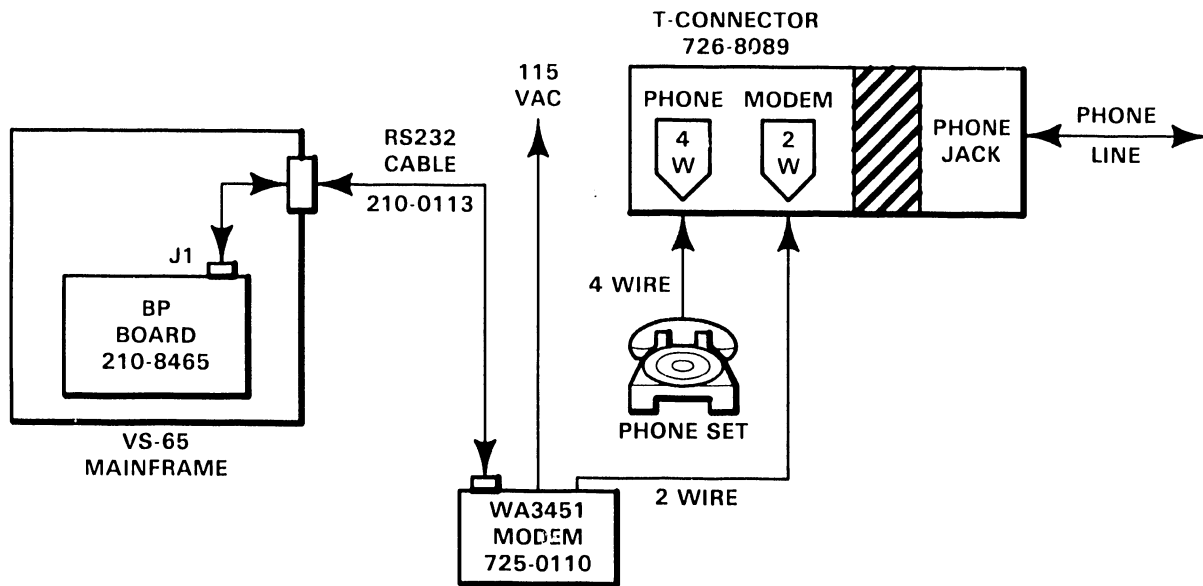 T-CONNECTOR
726-8089
115
VAC
PHONE
MODEM
4
W
2
W
PHONE
JACK
PHONE
LINE
RS232
CABLE
210-0113
J1
BP
BOARD
210-8465
VS-65
MAINFRAME
4 WIRE
PHONE SET
2 WIRE
WA3451
MODEM
725-0110